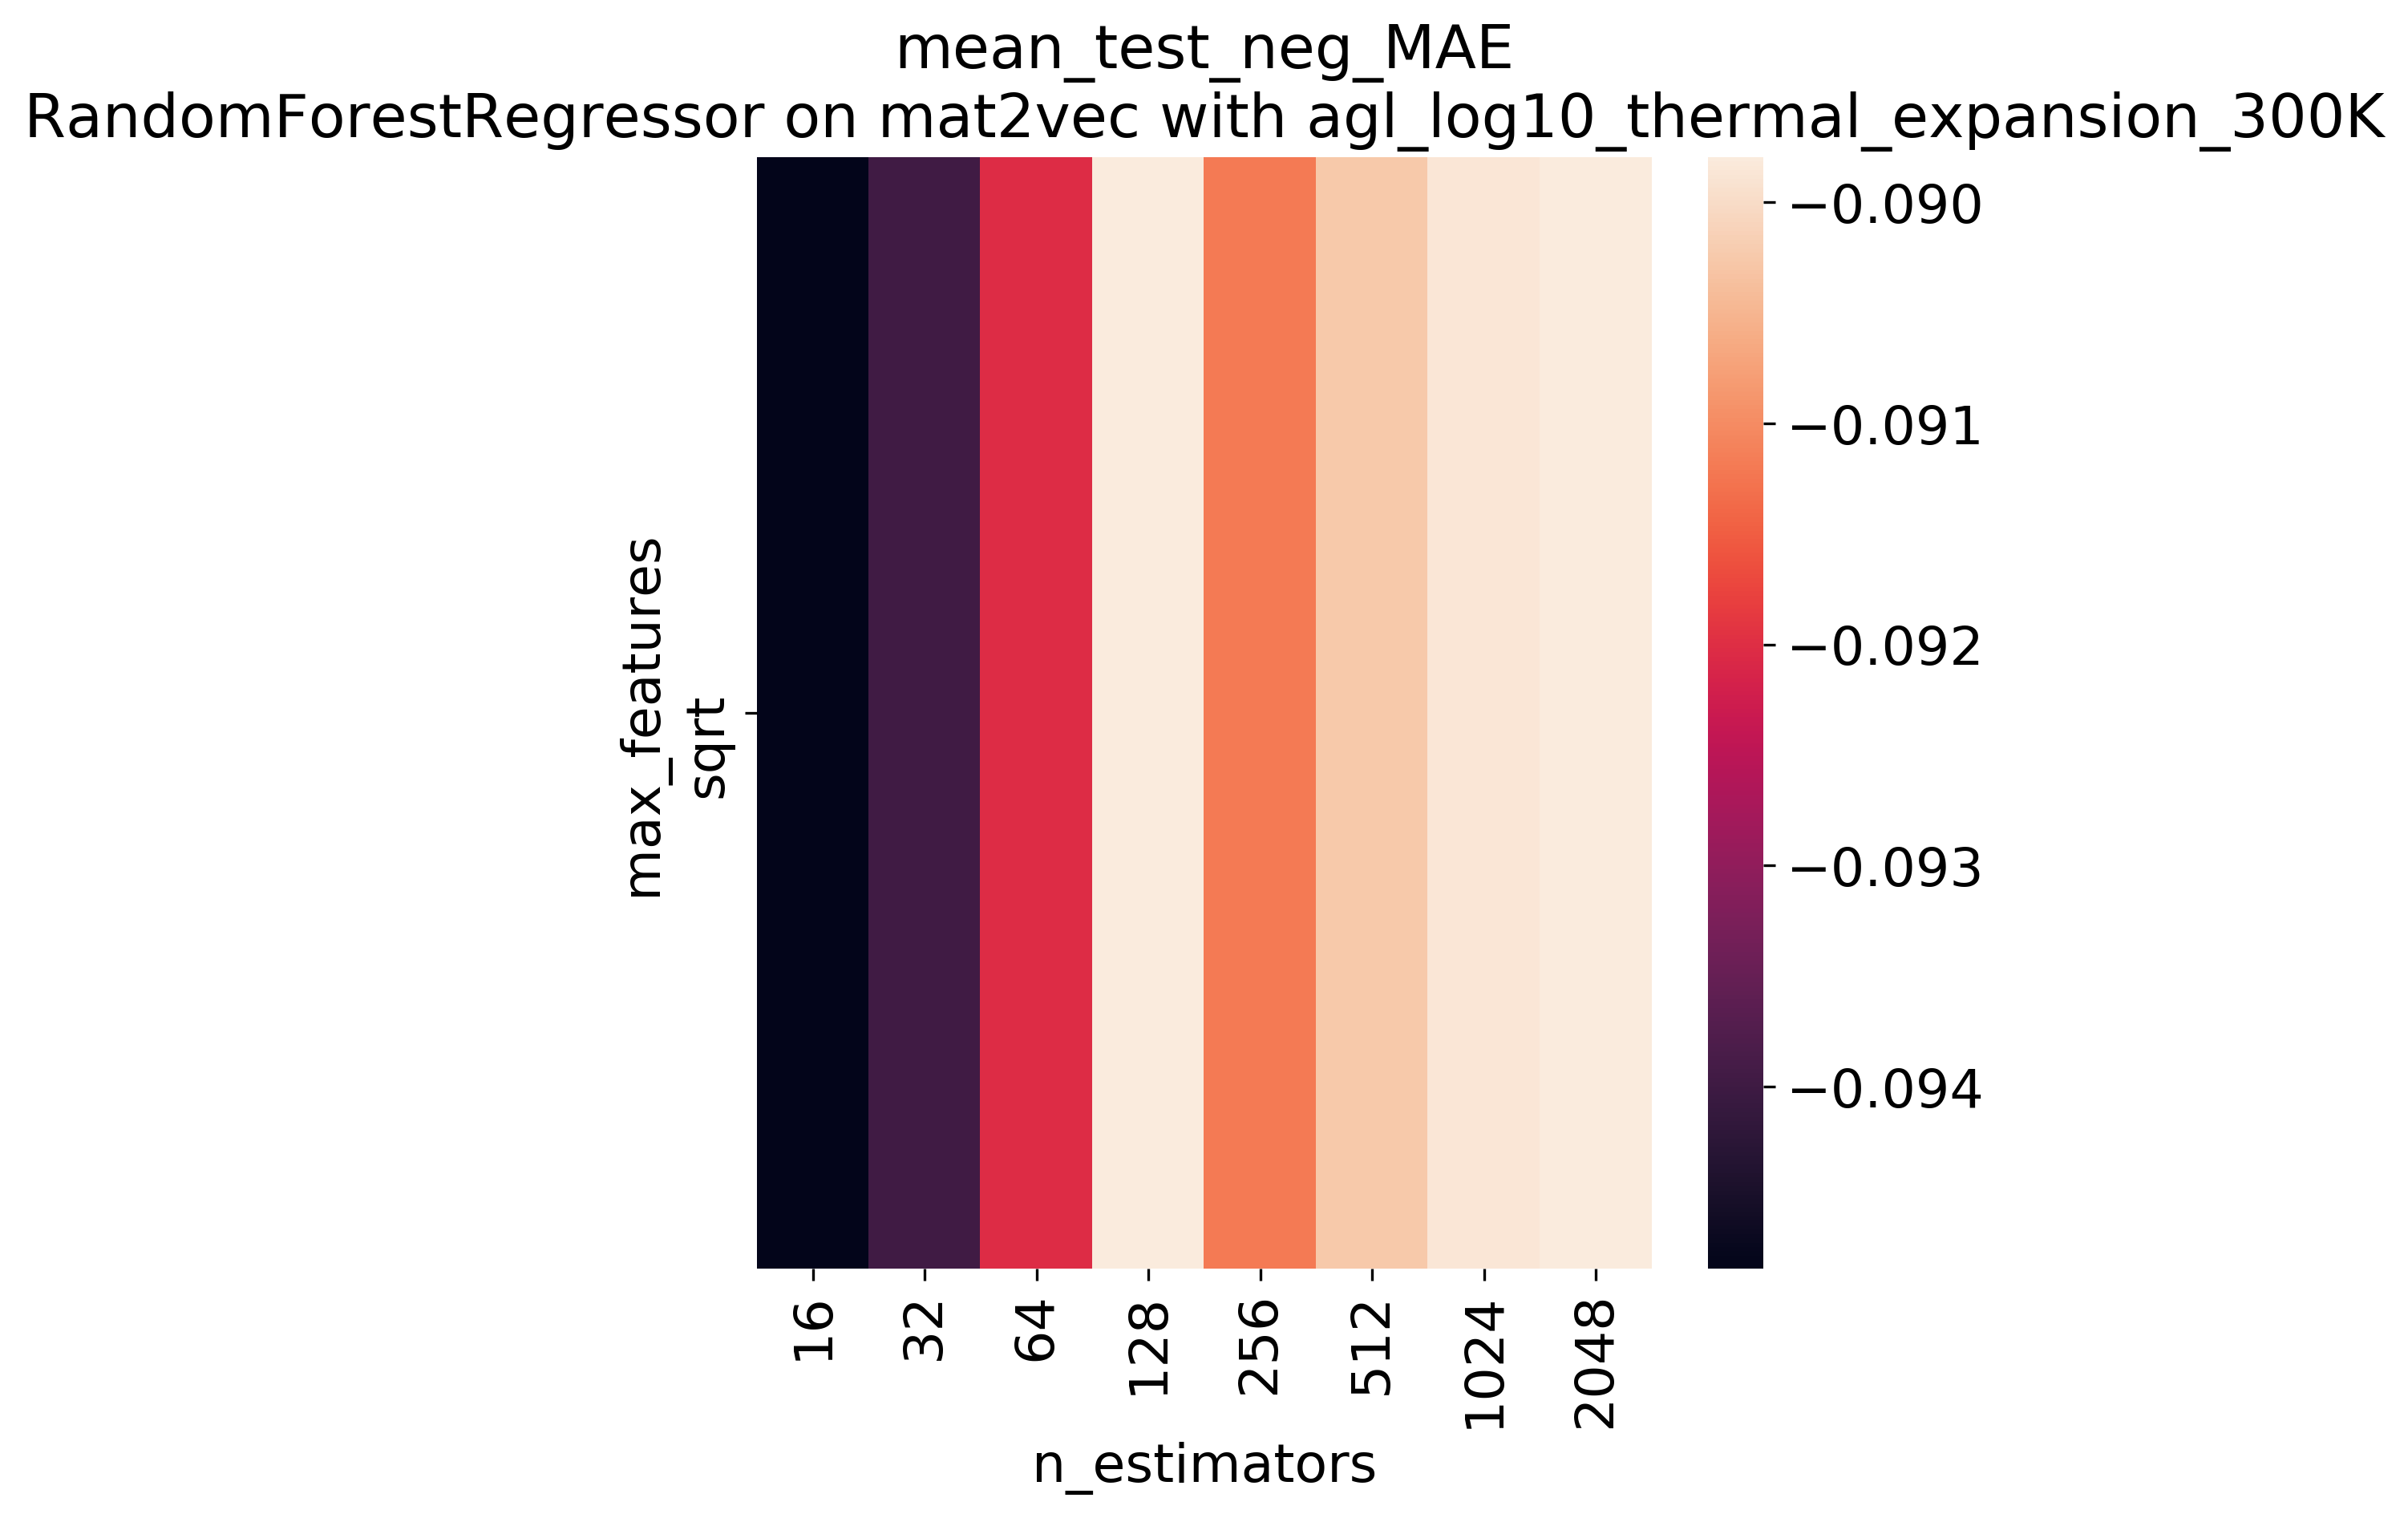 mean_test_neg_MAE
RandomForestRegressor on mat2vec with agl_log10_thermal_expansion_300K
max_features
sqrt
16
32
64
128
256
512
1024
2048
n_estimators
−0.090
−0.091
−0.092
−0.093
−0.094